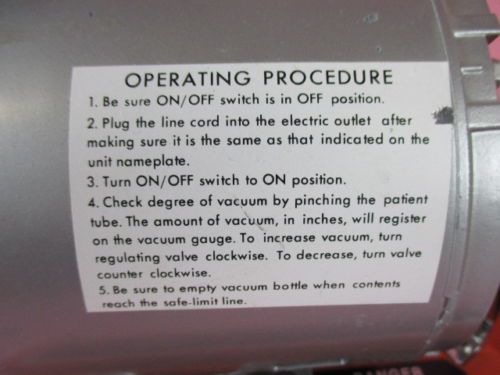 OPERATING PROCEDURE
1. Be sure ON/OFF switch is in OFF position.
2. Plug the line cord into the electric outlet after
making sure it is the same as that indicated on the
unit nameplate.
3. Turn ON/OFF switch to ON position.
4. Check degree of vacuum by pinching the patient
tube. The amount of vacuum, in inches, will register
on the vacuum gauge. To increase vacuum, turn
regulating valve clockwise. To decrease, turn valve
counter clockwise.
5. Be sure to empty vacuum bottle when contents
reach the safe-limit line.
DANGER